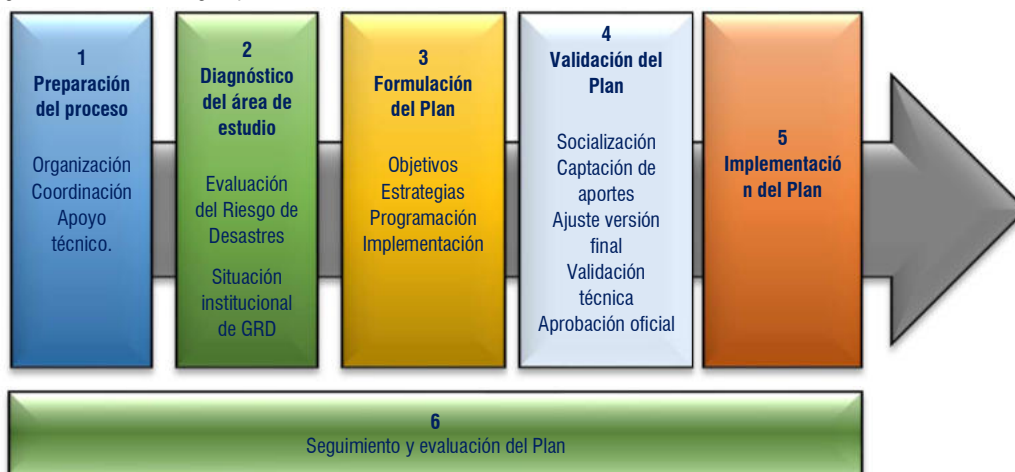 1
Preparación
del proceso
Organización
Coordinación
Apoyo
técnico.
2
Diagnóstico
del área de
estudio
Evaluación
del Riesgo de
Desastres
Situación
institucional
de GRD
3
Formulación
del Plan
Objetivos
Estrategias
Programación
Implementación
4
Validación del
Plan
Socialización
Captación de
aportes
Ajuste versión
final
Validación
técnica
Aprobación oficial
5
Implementació
n del Plan
6
Seguimiento y evaluación del Plan